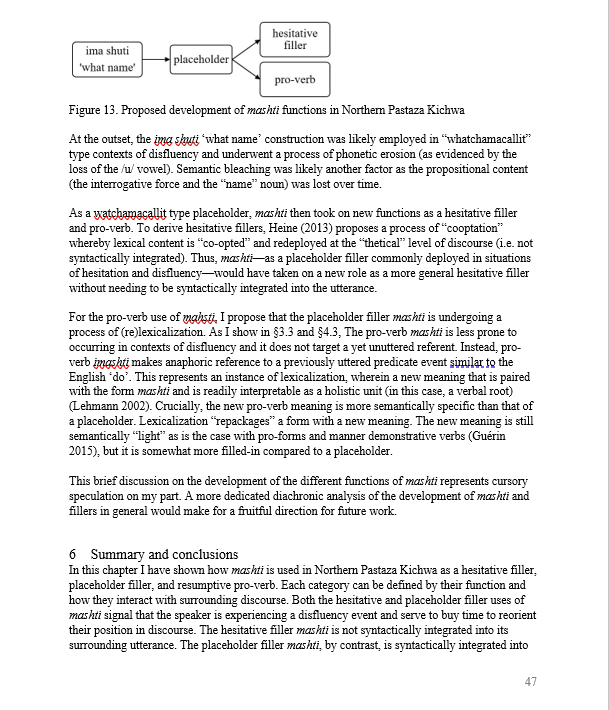 ima shuti
'what name'
placeholder
hesitative
filler
pro-verb
Figure 13. Proposed development of mashti functions in Northern Pastaza Kichwa
At the outset, the ima shuti ‘what name’ construction was likely employed in “whatchamacallit”
type contexts of disfluency and underwent a process of phonetic erosion (as evidenced by the
loss of the /u/ vowel). Semantic bleaching was likely another factor as the propositional content
(the interrogative force and the “name” noun) was lost over time.
As a watchamacallit type placeholder, mashti then took on new functions as a hesitative filler
and pro-verb. To derive hesitative fillers, Heine (2013) proposes a process of “cooptation”
whereby lexical content is “co-opted” and redeployed at the “thetical” level of discourse (i.e. not
syntactically integrated). Thus, mashti—as a placeholder filler commonly deployed in situations
of hesitation and disfluency—would have taken on a new role as a more general hesitative filler
without needing to be syntactically integrated into the utterance.
For the pro-verb use of mahsti, I propose that the placeholder filler mashti is undergoing a
process of (re)lexicalization. As I show in §3.3 and §4.3, The pro-verb mashti is less prone to
occurring in contexts of disfluency and it does not target a yet unuttered referent. Instead, pro-
verb imashti makes anaphoric reference to a previously uttered predicate event similar to the
English ‘do’. This represents an instance of lexicalization, wherein a new meaning that is paired
with the form mashti and is readily interpretable as a holistic unit (in this case, a verbal root)
(Lehmann 2002). Crucially, the new pro-verb meaning is more semantically specific than that of
a placeholder. Lexicalization “repackages” a form with a new meaning. The new meaning is still
semantically “light” as is the case with pro-forms and manner demonstrative verbs (Guérin
2015), but it is somewhat more filled-in compared to a placeholder.
This brief discussion on the development of the different functions of mashti represents cursory
speculation on my part. A more dedicated diachronic analysis of the development of mashti and
fillers in general would make for a fruitful direction for future work.
6 Summary and conclusions
In this chapter I have shown how mashti is used in Northern Pastaza Kichwa as a hesitative filler,
placeholder filler, and resumptive pro-verb. Each category can be defined by their function and
how they interact with surrounding discourse. Both the hesitative and placeholder filler uses of
mashti signal that the speaker is experiencing a disfluency event and serve to buy time to reorient
their position in discourse. The hesitative filler mashti is not syntactically integrated into its
surrounding utterance. The placeholder filler mashti, by contrast, is syntactically integrated into
47